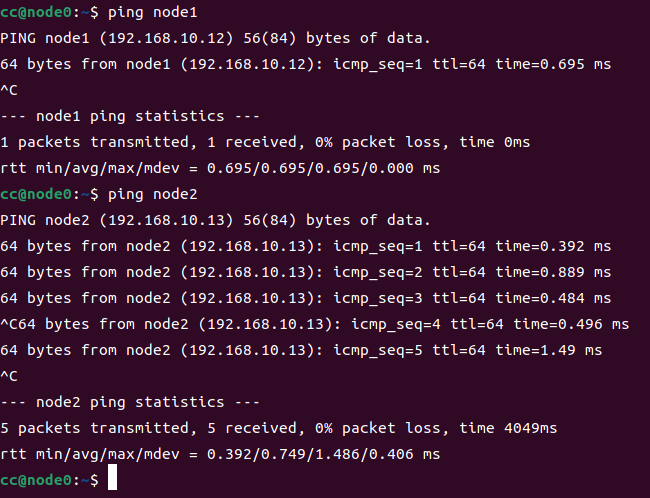 cc@node0:~$ ping node1
PING node1 (192.168.10.12) 56(84) bytes of data.
64 bytes from node1 (192.168.10.12): icmp_seq=1 ttl=64 time=0.695 ms
^C
--- node1 ping statistics ---
1 packets transmitted, 1 received, 0% packet loss, time 0ms
rtt min/avg/max/mdev = 0.695/0.695/0.695/0.000 ms
cc@node0:~$ ping node2
PING node2 (192.168.10.13) 56(84) bytes of data.
64 bytes from node2 (192.168.10.13): icmp_seq=1 ttl=64 time=0.392 ms
64 bytes from node2 (192.168.10.13): icmp_seq=2 ttl=64 time=0.889 ms
64 bytes from node2 (192.168.10.13): icmp_seq=3 ttl=64 time=0.484 ms
^C64 bytes from node2 (192.168.10.13): icmp_seq=4 ttl=64 time=0.496 ms
64 bytes from node2 (192.168.10.13): icmp_seq=5 ttl=64 time=1.49 ms
^C
--- node2 ping statistics ---
5 packets transmitted, 5 received, 0% packet loss, time 4049ms
rtt min/avg/max/mdev = 0.392/0.749/1.486/0.406 ms
cc@node0:~$